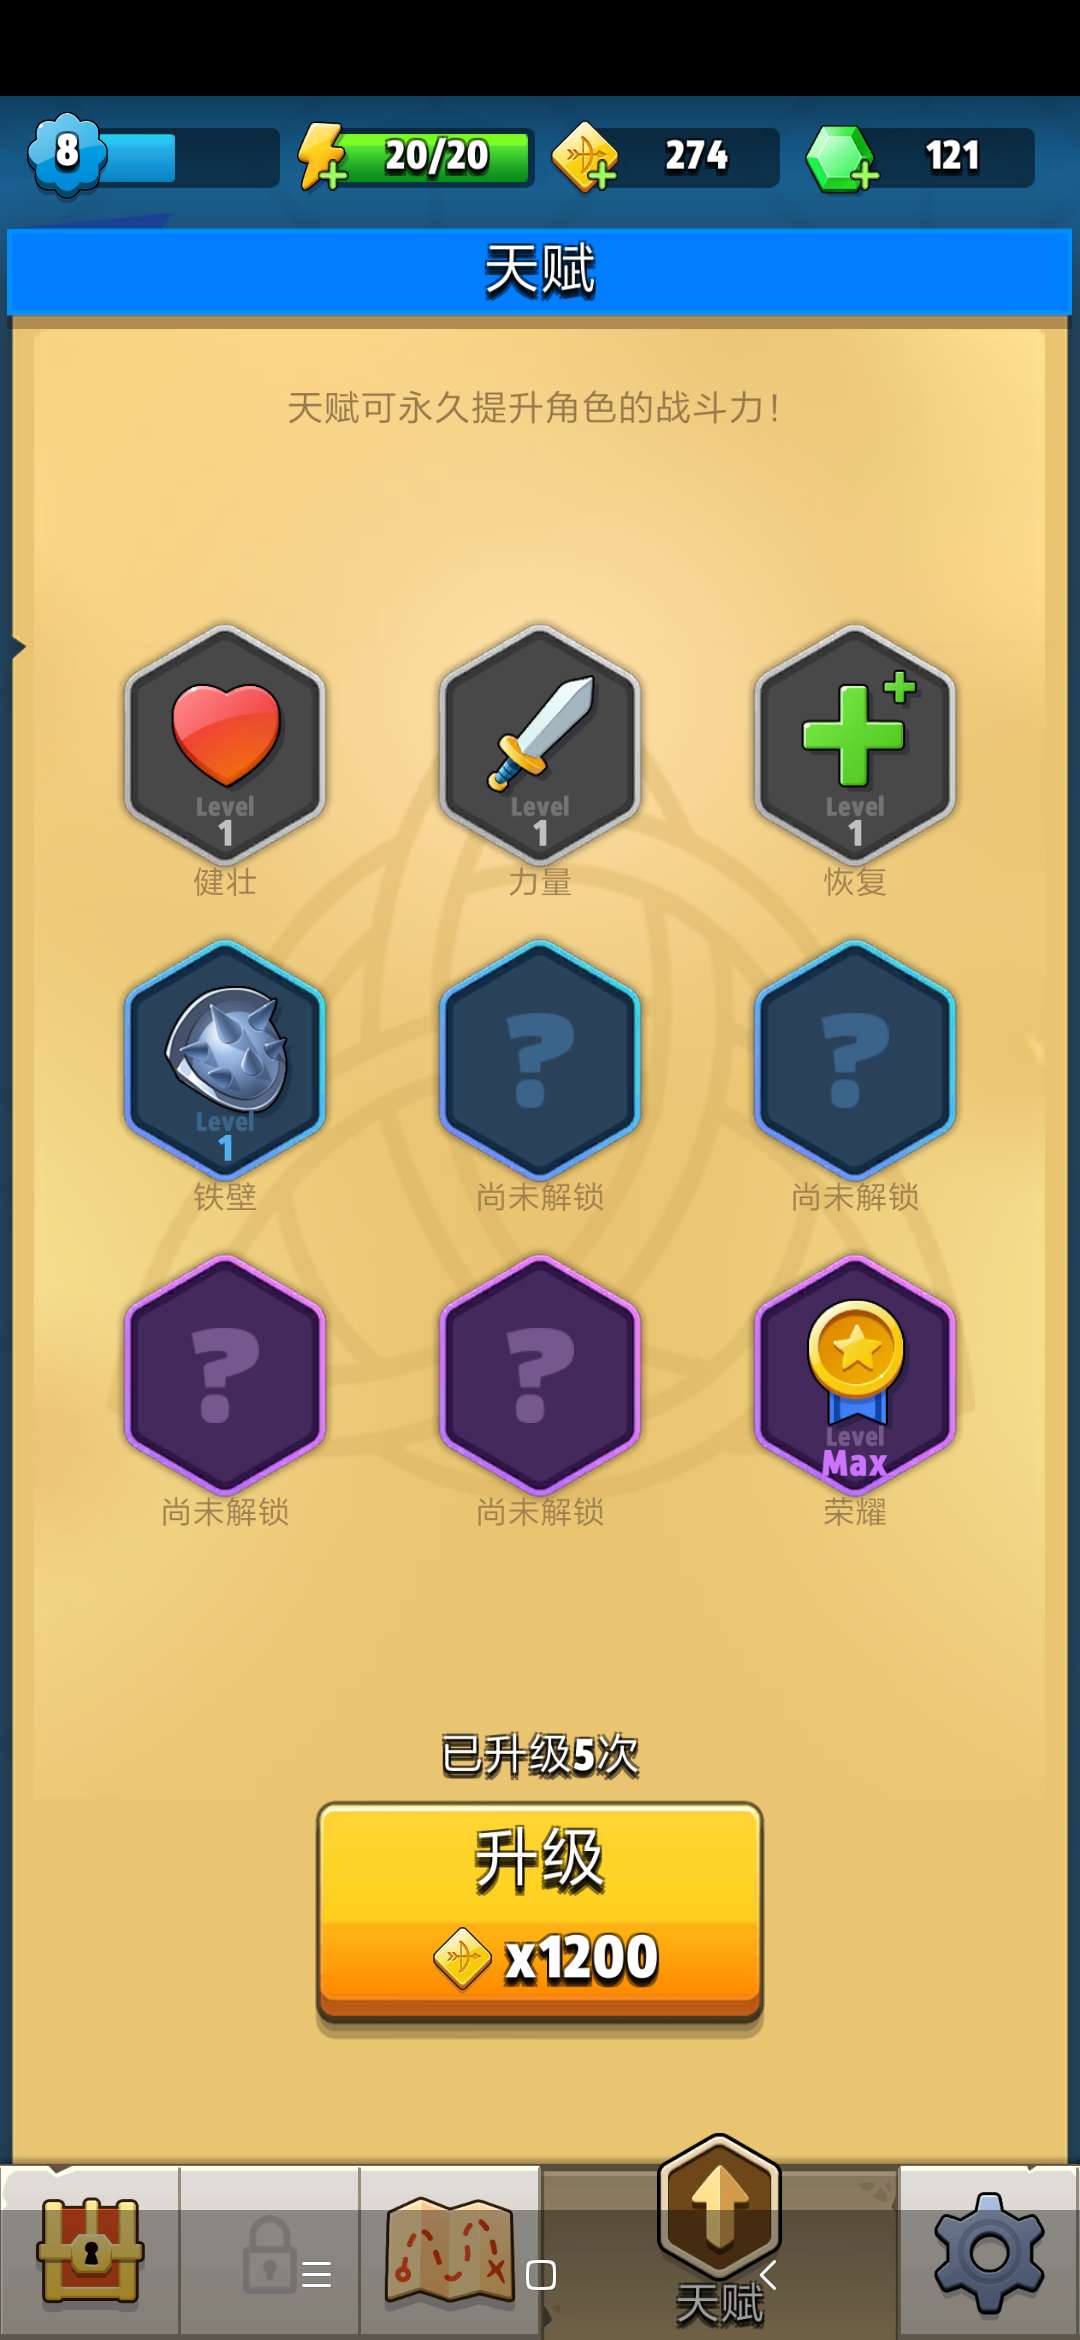 8
20/20
274
121
天赋
天赋可永久提升角色的战斗力！
Level
1
健壮
Level
1
力量
Level
1
恢复
Level
1
铁壁
?
尚未解锁
?
尚未解锁
?
尚未解锁
?
尚未解锁
Level
Max
荣耀
已升级5次
升级
x1200
天赋